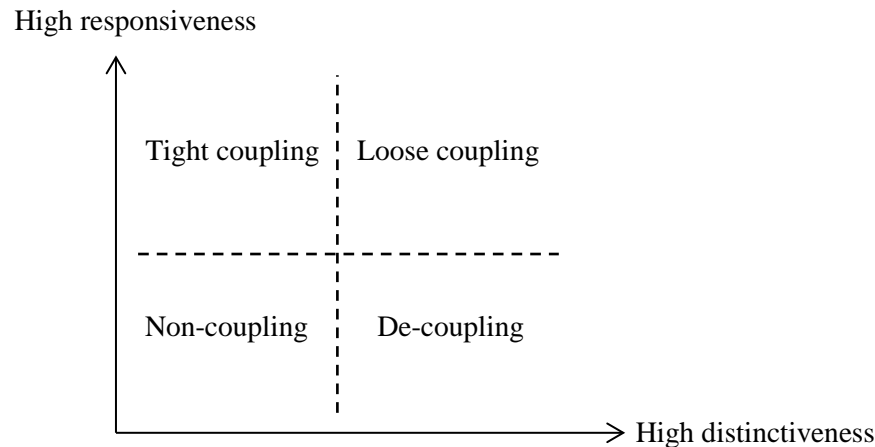 High responsiveness
Tight coupling
Loose coupling
Non-coupling
De-coupling
High distinctiveness